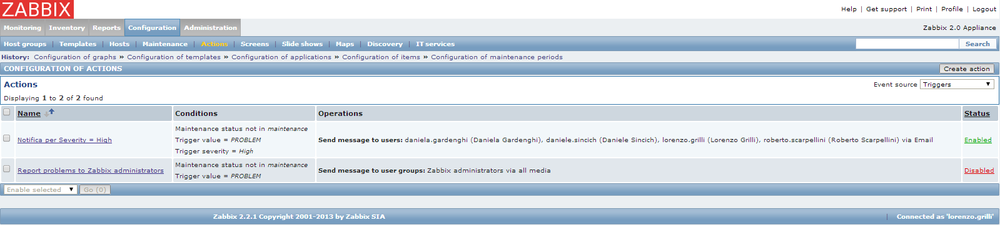 ZABBIX
Help | Get support | Print | Profile | Logout
Monitoring Inventory Reports Configuration Administration
Zabbix 2.0 Appliance
Host groups | Templates | Hosts | Maintenance | Actions | Screens | Slide shows | Maps | Discovery | IT services
Search
History: Configuration of graphs » Configuration of templates » Configuration of applications » Configuration of items » Configuration of maintenance periods
CONFIGURATION OF ACTIONS
Create action
Actions
Event source Triggers
Displaying 1 to 2 of 2 found
Name Conditions Operations Status
Maintenance status not in maintenance
Notifica per Severity = High Trigger value = PROBLEM Send message to users: daniela.gardenghi (Daniela Gardenghi), daniele.sincich (Daniele Sincich), lorenzo.grilli (Lorenzo Grilli), roberto.scarpellini (Roberto Scarpellini) via Email Enabled
Trigger severity = High
Maintenance status not in maintenance
Report problems to Zabbix administrators Send message to user groups: Zabbix administrators via all media Disabled
Trigger value = PROBLEM
Enable selected Go (0)
Zabbix 2.2.1 Copyright 2001-2013 by Zabbix SIA
| Connected as 'lorenzo.grilli'